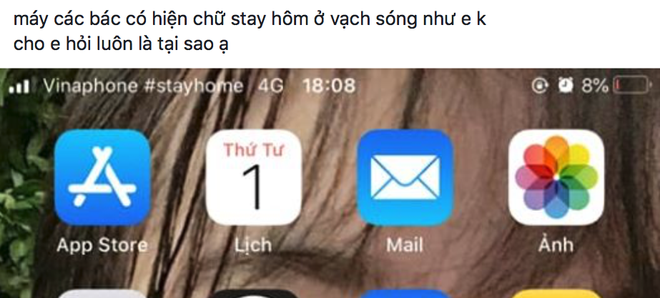 máy các bác có hiện chữ stay hôm ở vạch sóng như e k
cho e hỏi luôn là tại sao ạ
Vinaphone #stayhome 4G 18:08 8%
Thứ Tư
1
App Store Lịch Mail Ảnh